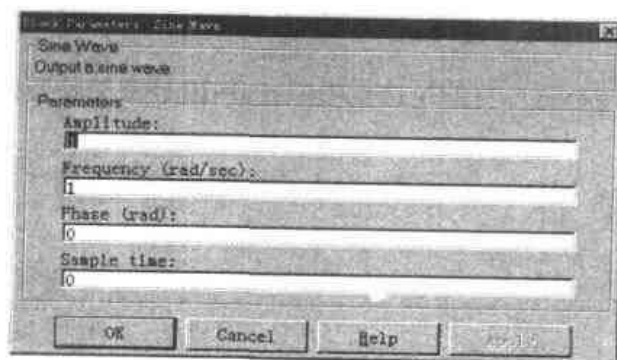 Block Parameters: Sine Wave
Sine Wave
Output a sine wave
Parameters
Amplitude:
Frequency (rad/sec):
1
Phase (rad):
0
Sample time:
0
OK Cancel Help Apply